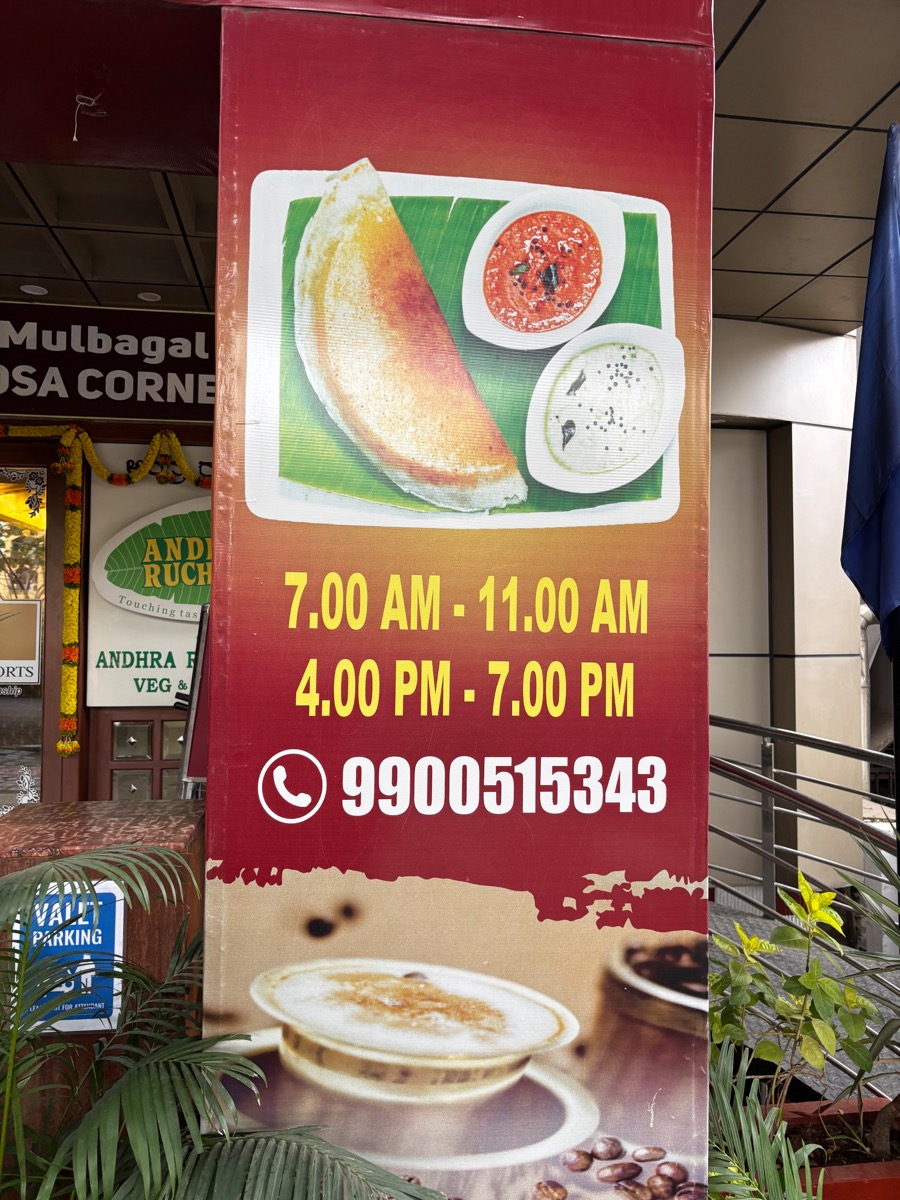 Mulbagal
OSA CORNE
ANDH
RUCH
Touching tas
ANDHRA R
VEG &
ORTS
7.00 AM - 11.00 AM
4.00 PM - 7.00 PM
9900515343
VALET
PARKING